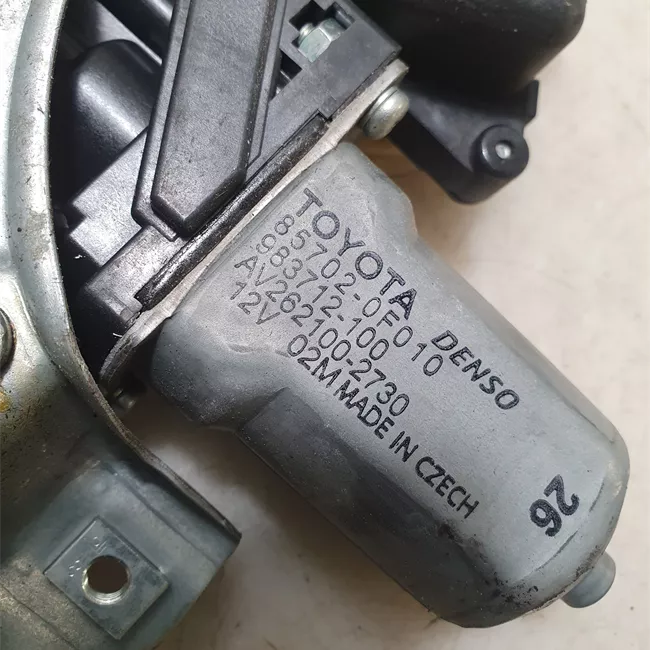 TOYOTA DENSO
85702-0F010
983712-100
AV262100-2730
12V 02M MADE IN CZECH
26